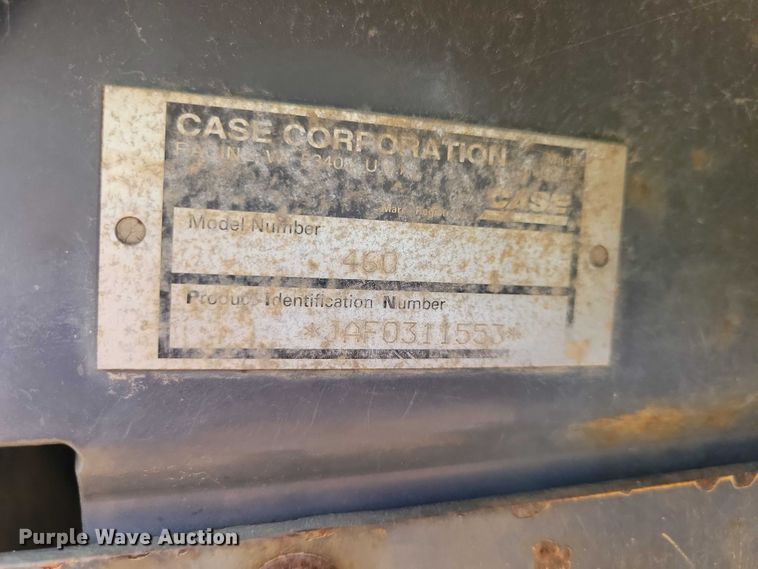 CASE CORPORATION
CASE
Model Number
460
Product Identification Number
*JAF0311553*
Purple Wave Auction